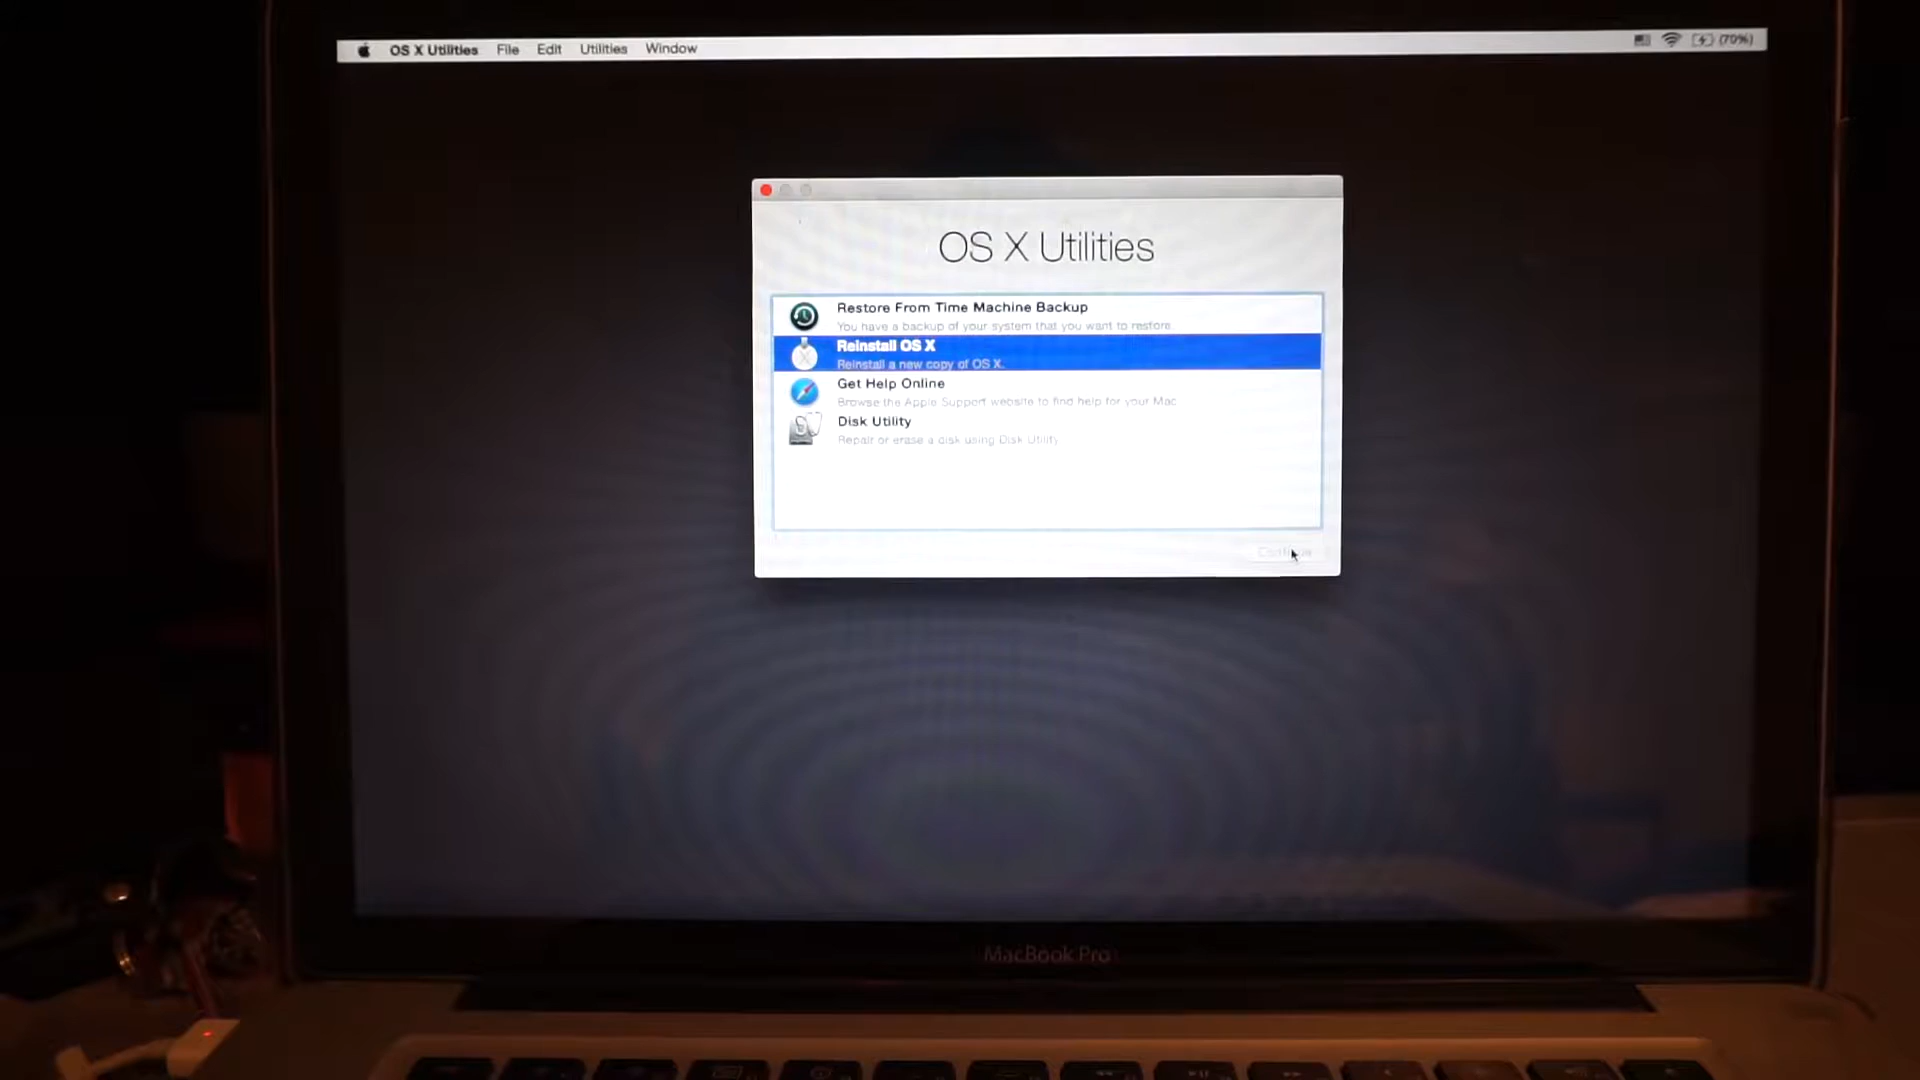 OS X Utilities File Edit Utilities Window (79%)
OS X Utilities
Restore From Time Machine Backup
You have a backup of your system that you want to restore.
Reinstall OS X
Reinstall a new copy of OS X.
Get Help Online
Browse the Apple Support website to find help for your Mac.
Disk Utility
Repair or erase a disk using Disk Utility.
Continue
MacBook Pro